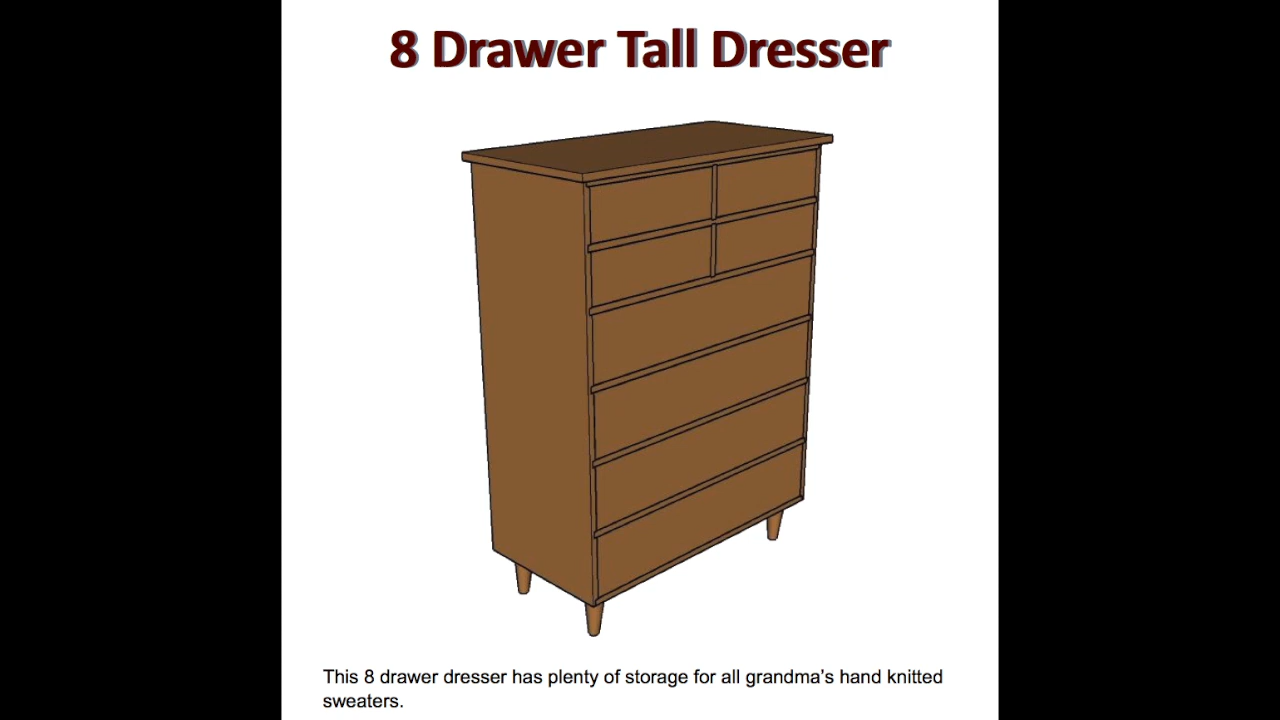 8 Drawer Tall Dresser
This 8 drawer dresser has plenty of storage for all grandma’s hand knitted
sweaters.